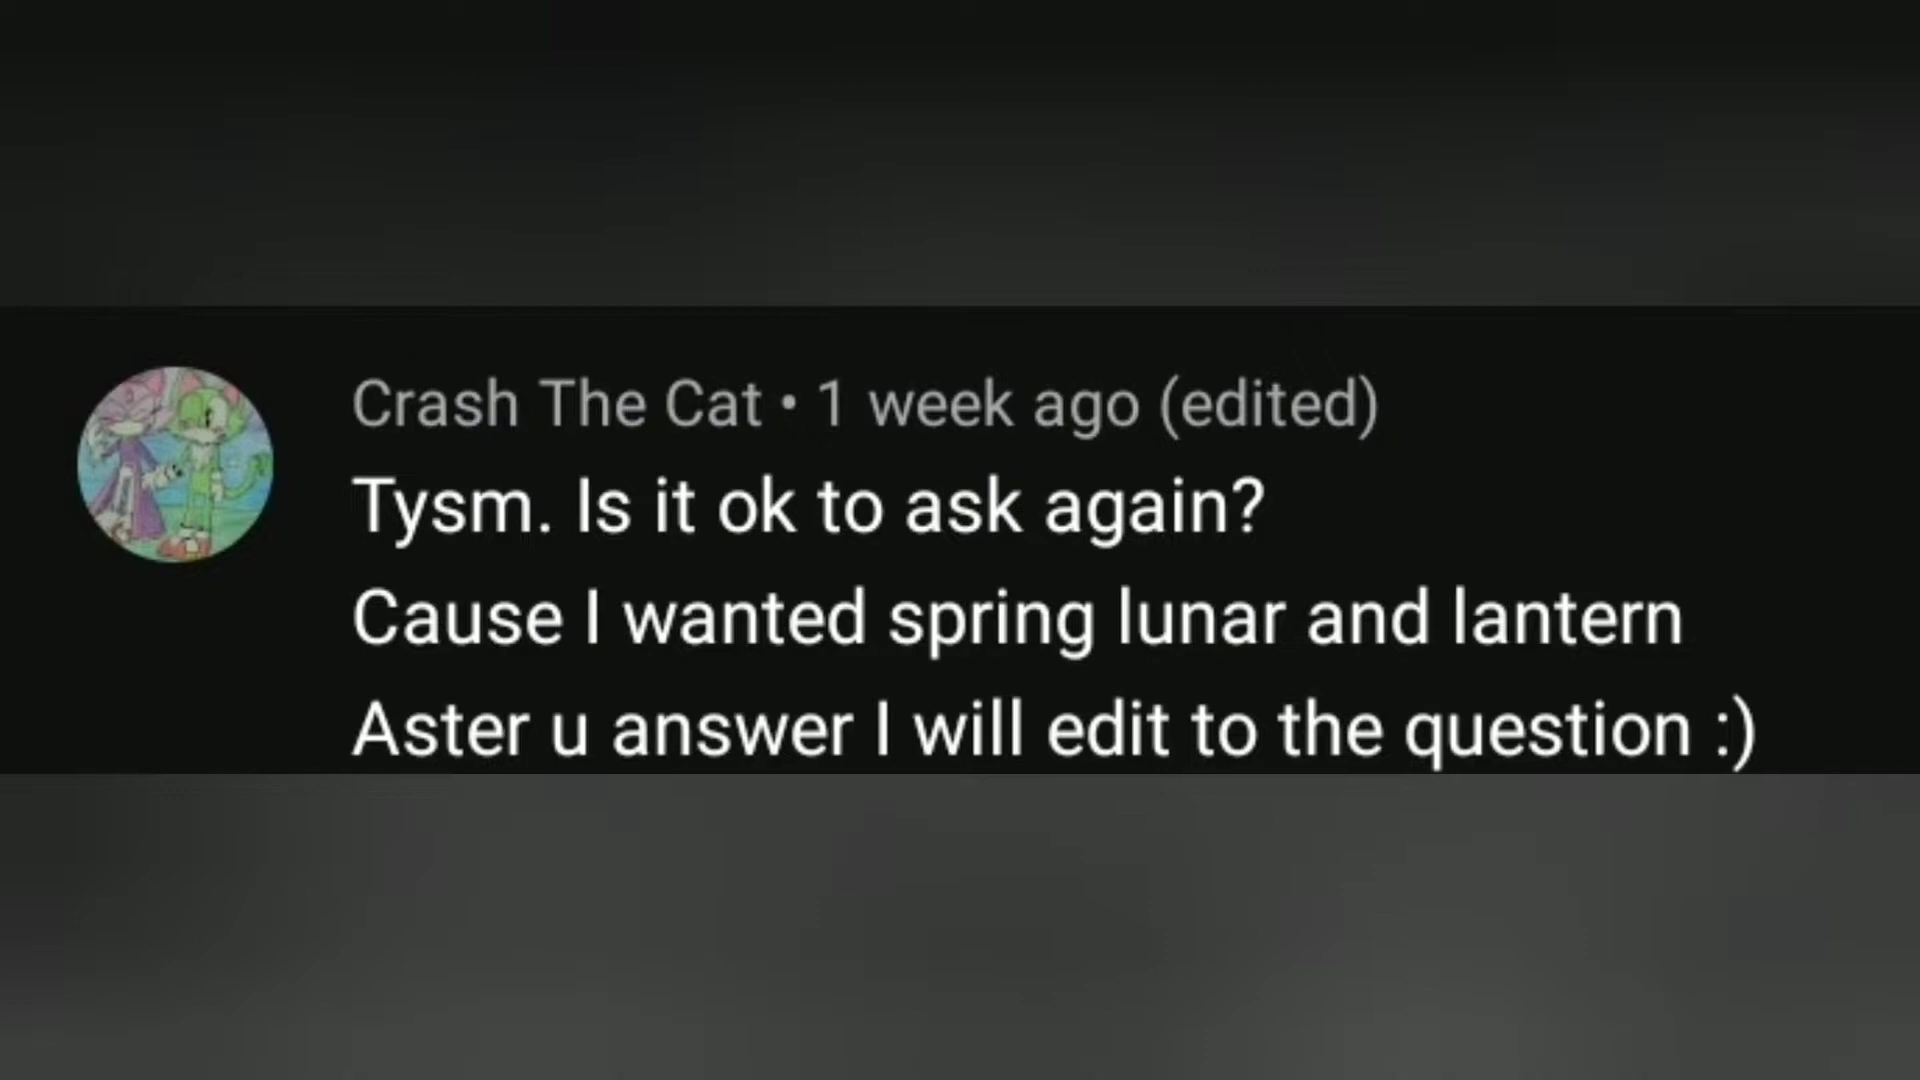 Crash The Cat • 1 week ago (edited)
Tysm. Is it ok to ask again?
Cause I wanted spring lunar and lantern
Aster u answer I will edit to the question :)